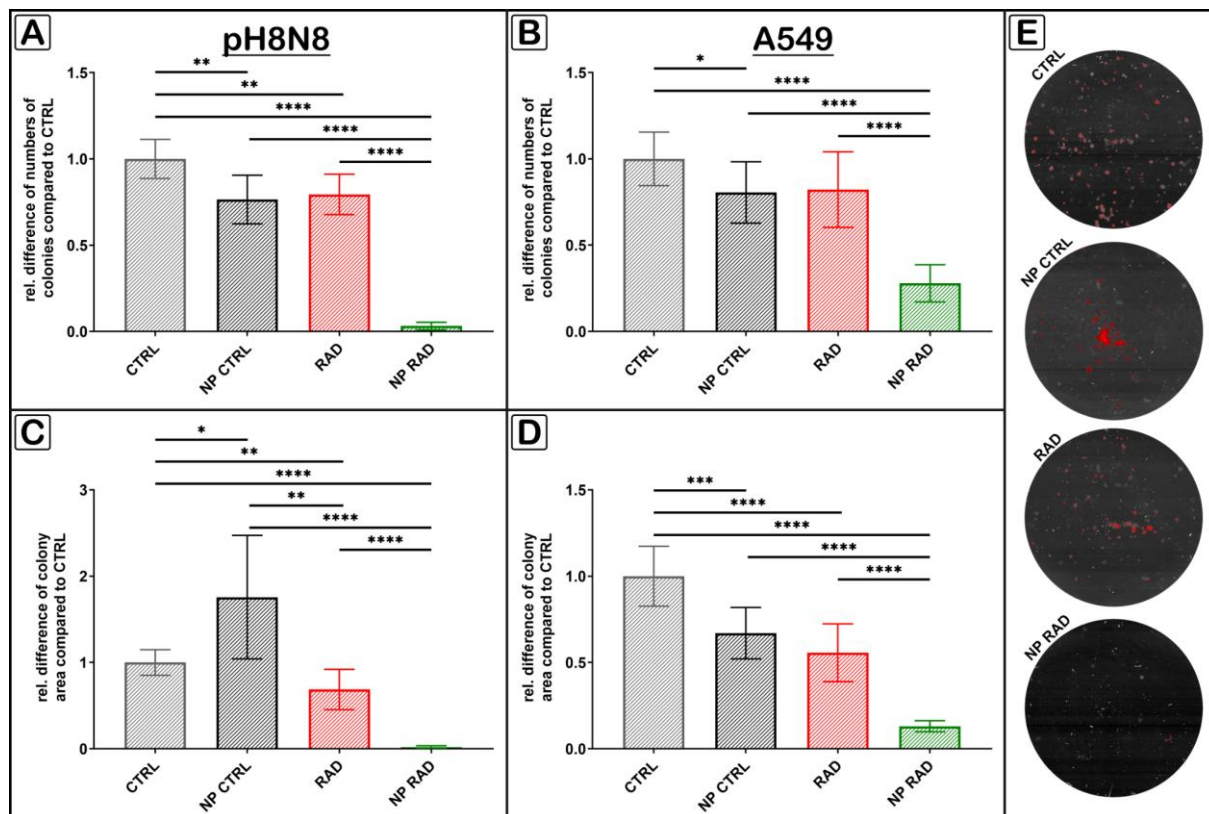 A
pH8N8
rel. difference of numbers of
colonies compared to CTRL
1.5
1.0
0.5
0.0
**
**
****
****
****
CTRL
NP CTRL
RAD
NP RAD
B
A549
rel. difference of numbers of
colonies compared to CTRL
1.5
1.0
0.5
0.0
*
****
****
****
CTRL
NP CTRL
RAD
NP RAD
C
rel. difference of colony
area compared to CTRL
3
2
1
0
*
**
****
**
****
****
CTRL
NP CTRL
RAD
NP RAD
D
rel. difference of colony
area compared to CTRL
1.5
1.0
0.5
0.0
***
****
****
****
****
CTRL
NP CTRL
RAD
NP RAD
E
CTRL
NP CTRL
RAD
NP RAD